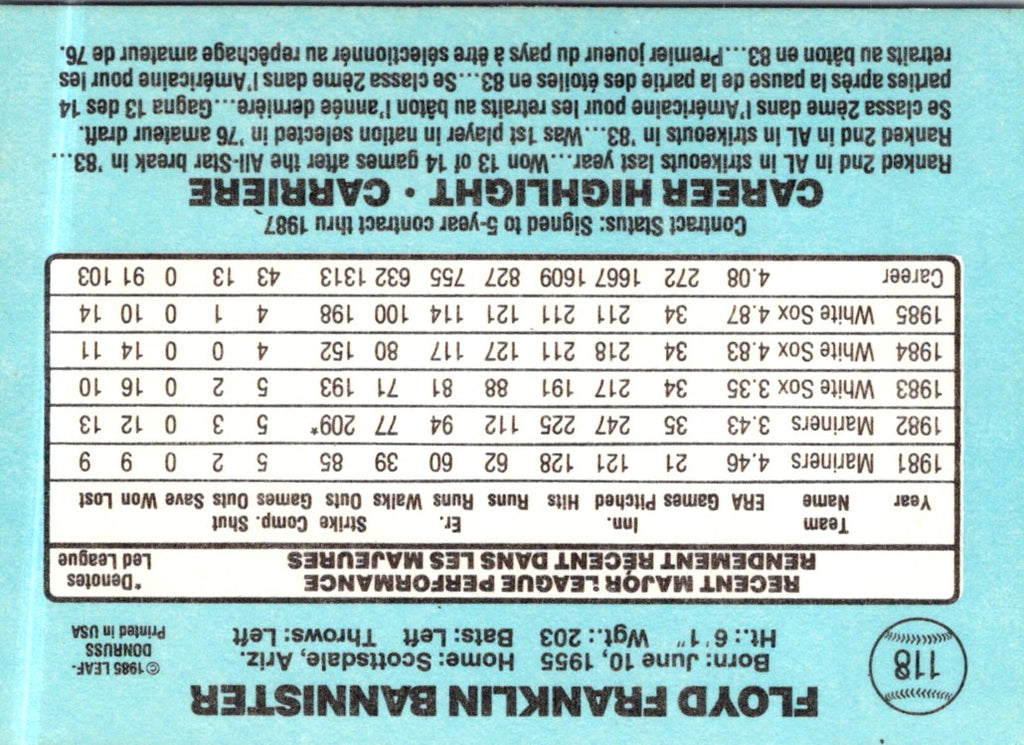 118
FLOYD FRANKLIN BANNISTER
Born: June 10, 1955 Home: Scottsdale, Ariz.
Ht.: 6'1" Wgt.: 203 Bats: Left Throws: Left
©1985 LEAF-
DONRUSS
Printed in USA
RECENT MAJOR LEAGUE PERFORMANCE
RENDEMENT RÉCENT DANS LES MAJEURES
*Denotes
Led League
Team Inn. Er. Strike Comp. Shut
Year Name ERA Games Pitched Hits Runs Runs Walks Outs Games Outs Save Won Lost
1981 Mariners 4.46 21 121 128 62 60 39 85 5 2 0 9 9
1982 Mariners 3.43 35 247 225 112 94 77 209* 5 3 0 12 13
1983 White Sox 3.35 34 217 191 88 81 71 193 5 2 0 16 10
1984 White Sox 4.83 34 218 211 127 117 80 152 4 0 0 14 11
1985 White Sox 4.87 34 211 211 121 114 100 198 4 1 0 10 14
Career 4.08 272 1667 1609 827 755 632 1313 43 13 0 91 103
Contract Status: Signed to 5-year contract thru 1987
CAREER HIGHLIGHT • CARRIERE
Ranked 2nd in AL in strikeouts last year...Won 13 of 14 games after the All-Star break in '83...
Ranked 2nd in AL in strikeouts in '83...Was 1st player in nation selected in '76 amateur draft.
Se classa 2ème dans l'Américaine pour les retraits au bâton l'année dernière...Gagna 13 des 14
parties après la pause de la partie des étoiles en 83...Se classa 2ème dans l'Américaine pour les
retraits au bâton en 83...Premier joueur du pays à être sélectionnér au repêchage amateur de 76.